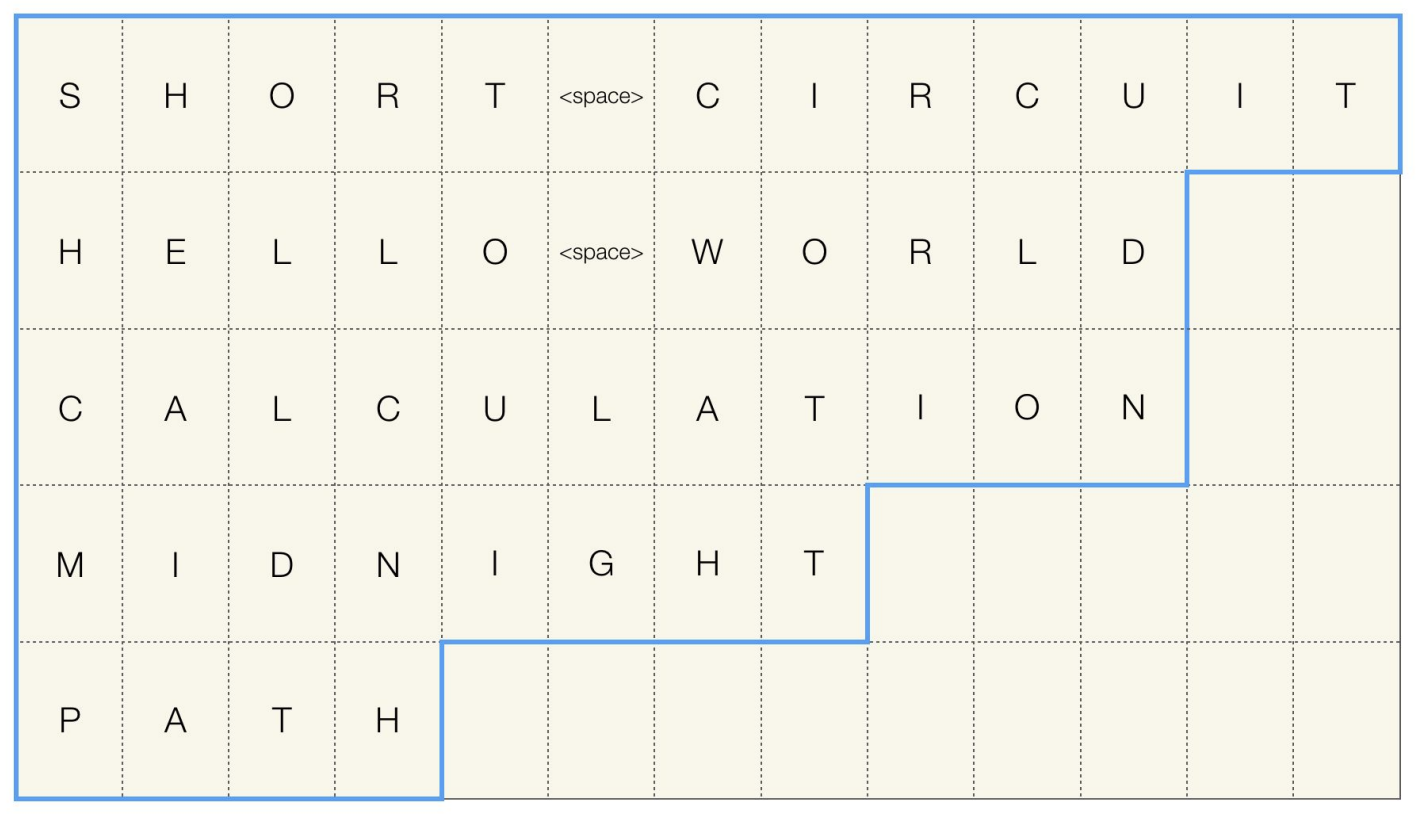 S H O R T <space> C I R C U I T
H E L L O <space> W O R L D
C A L C U L A T I O N
M I D N I G H T
P A T H